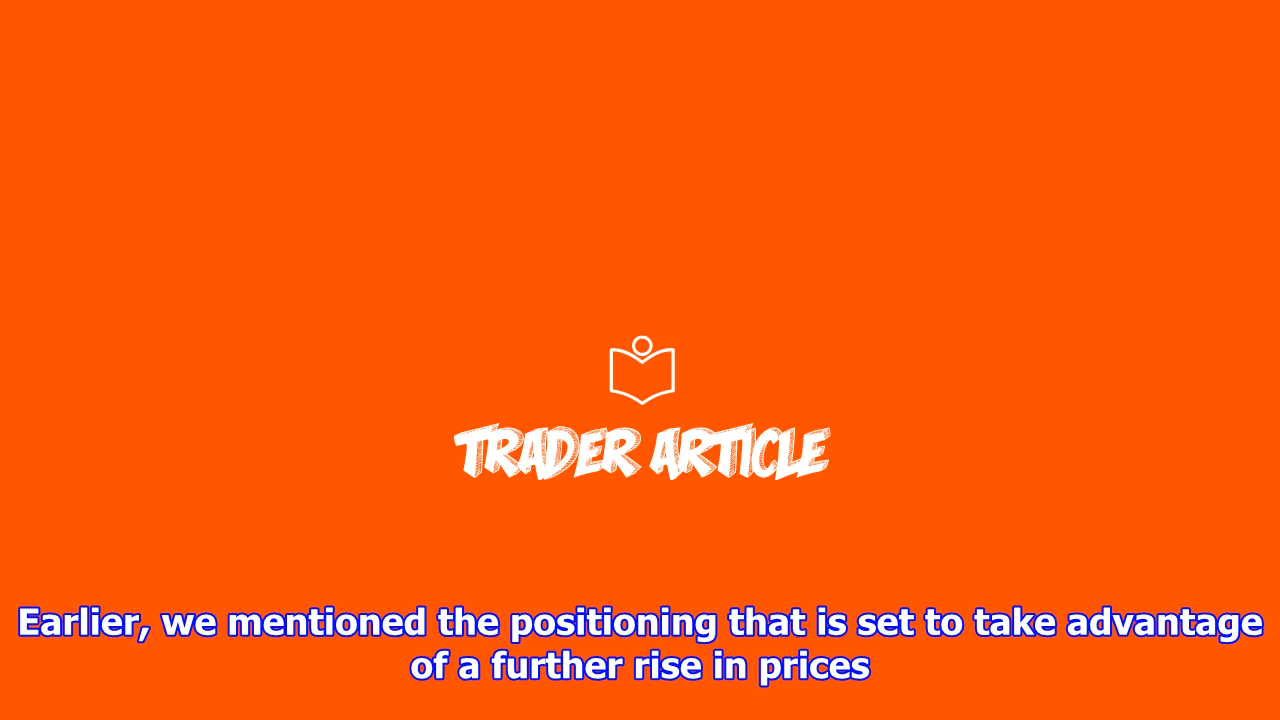 TRADER ARTICLE
Earlier, we mentioned the positioning that is set to take advantage
of a further rise in prices